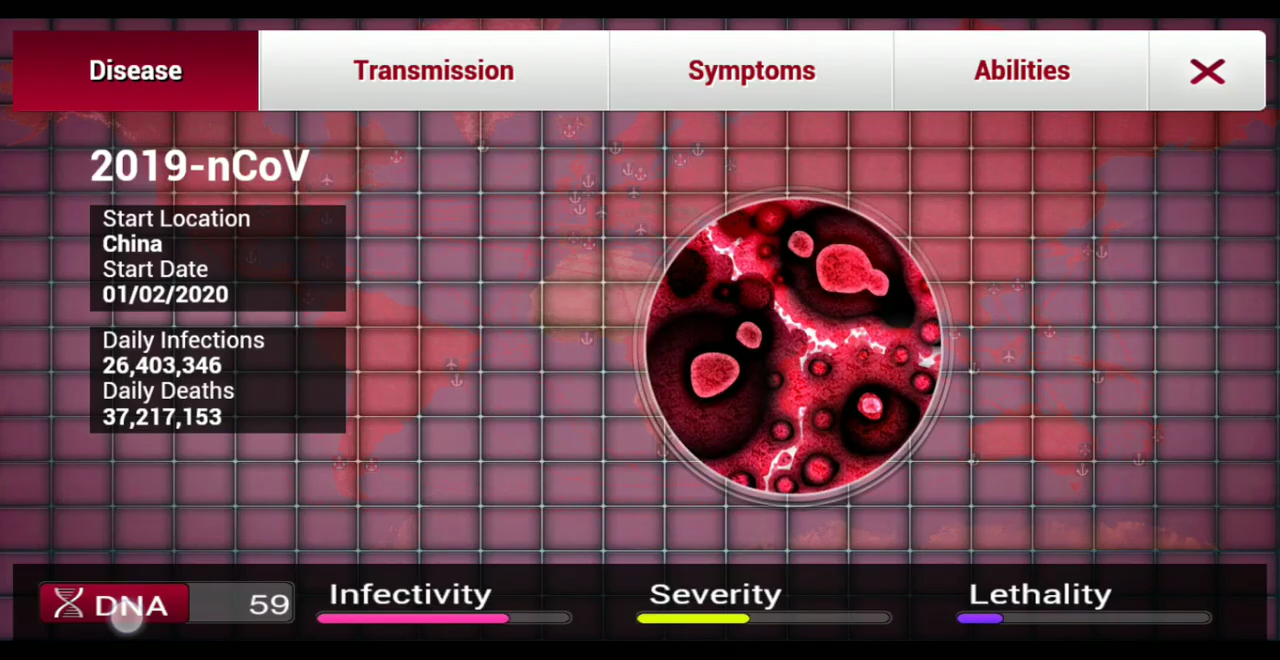 Disease
Transmission
Symptoms
Abilities
2019-nCoV
Start Location
China
Start Date
01/02/2020
Daily Infections
26,403,346
Daily Deaths
37,217,153
DNA
59
Infectivity
Severity
Lethality